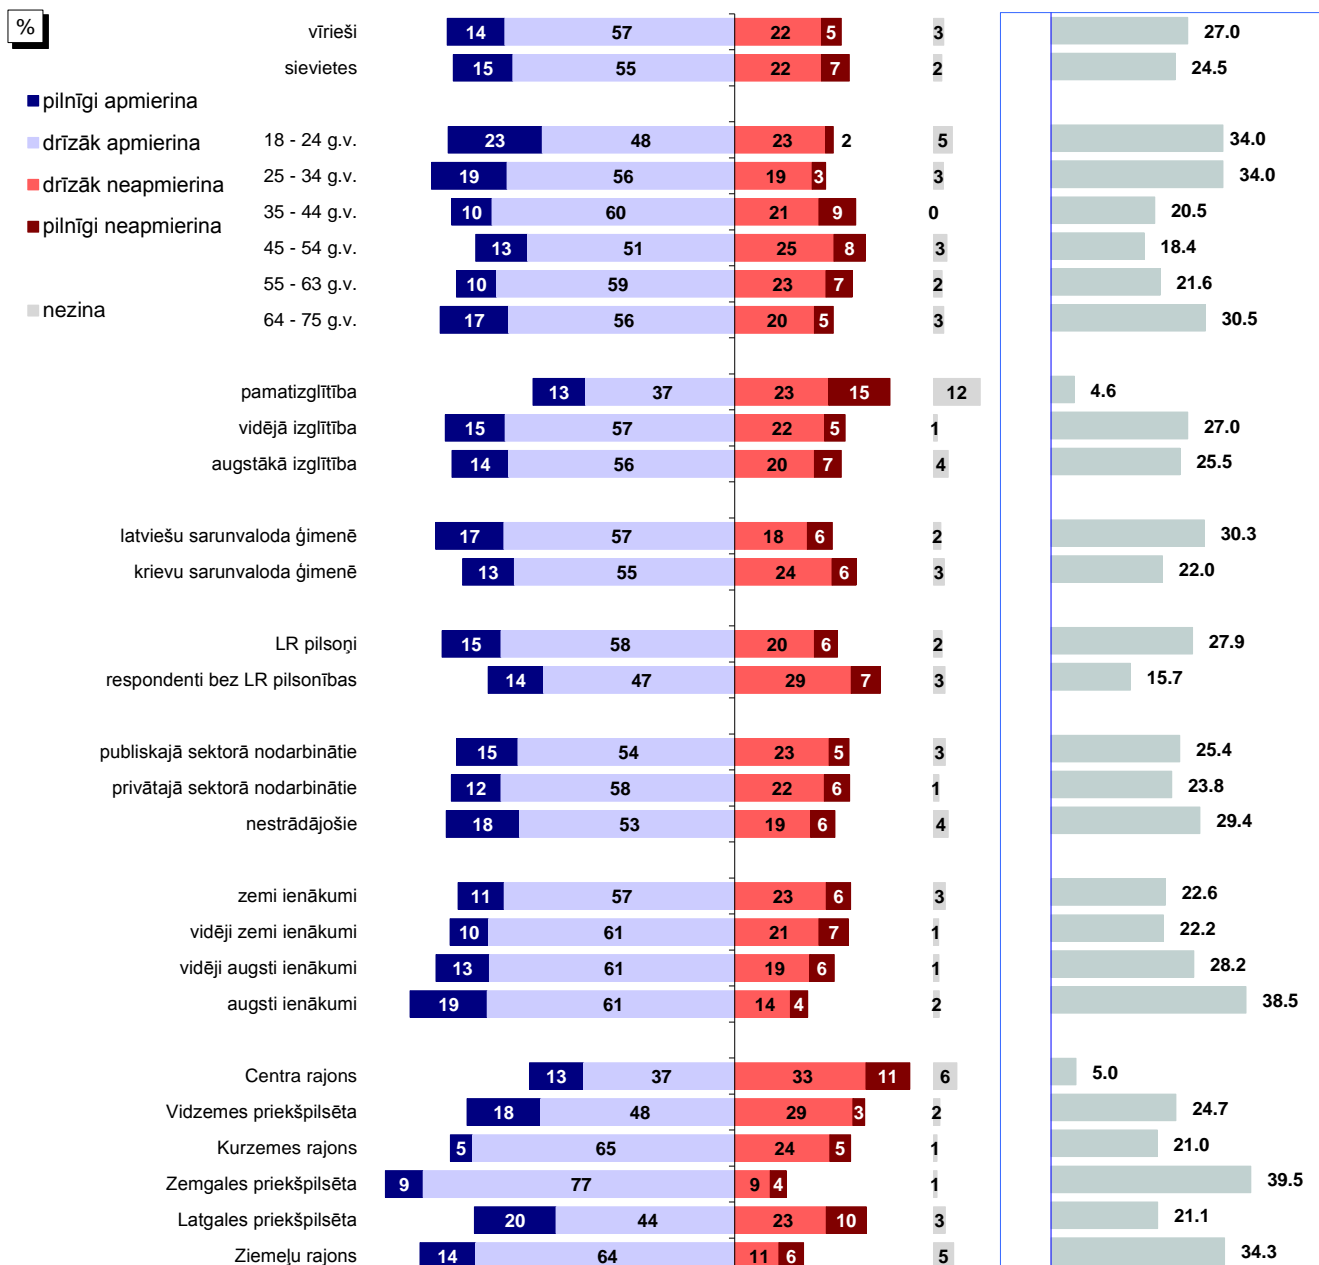 %
pilnīgi apmierina
drīzāk apmierina
drīzāk neapmierina
pilnīgi neapmierina
nezina
vīrieši 14 57 22 5 3 27.0
sievietes 15 55 22 7 2 24.5
18 - 24 g.v. 23 48 23 2 5 34.0
25 - 34 g.v. 19 56 19 3 3 34.0
35 - 44 g.v. 10 60 21 9 0 20.5
45 - 54 g.v. 13 51 25 8 3 18.4
55 - 63 g.v. 10 59 23 7 2 21.6
64 - 75 g.v. 17 56 20 5 3 30.5
pamatizglītība 13 37 23 15 12 4.6
vidējā izglītība 15 57 22 5 1 27.0
augstākā izglītība 14 56 20 7 4 25.5
latviešu sarunvaloda ģimenē 17 57 18 6 2 30.3
krievu sarunvaloda ģimenē 13 55 24 6 3 22.0
LR pilsoņi 15 58 20 6 2 27.9
respondenti bez LR pilsonības 14 47 29 7 3 15.7
publiskajā sektorā nodarbinātie 15 54 23 5 3 25.4
privātajā sektorā nodarbinātie 12 58 22 6 1 23.8
nestrādājošie 18 53 19 6 4 29.4
zemi ienākumi 11 57 23 6 3 22.6
vidēji zemi ienākumi 10 61 21 7 1 22.2
vidēji augsti ienākumi 13 61 19 6 1 28.2
augsti ienākumi 19 61 14 4 2 38.5
Centra rajons 13 37 33 11 6 5.0
Vidzemes priekšpilsēta 18 48 29 3 2 24.7
Kurzemes rajons 5 65 24 5 1 21.0
Zemgales priekšpilsēta 9 77 9 4 1 39.5
Latgales priekšpilsēta 20 44 23 10 3 21.1
Ziemeļu rajons 14 64 11 6 5 34.3